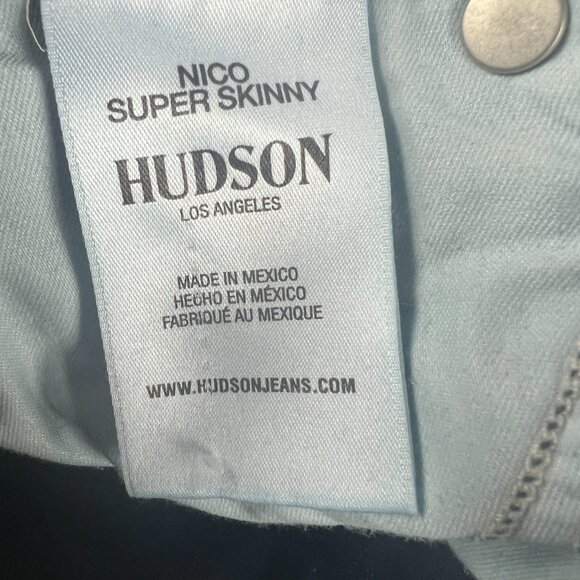 NICO
SUPER SKINNY
HUDSON
LOS ANGELES
MADE IN MEXICO
HECHO EN MÉXICO
FABRIQUÉ AU MEXIQUE
WWW.HUDSONJEANS.COM